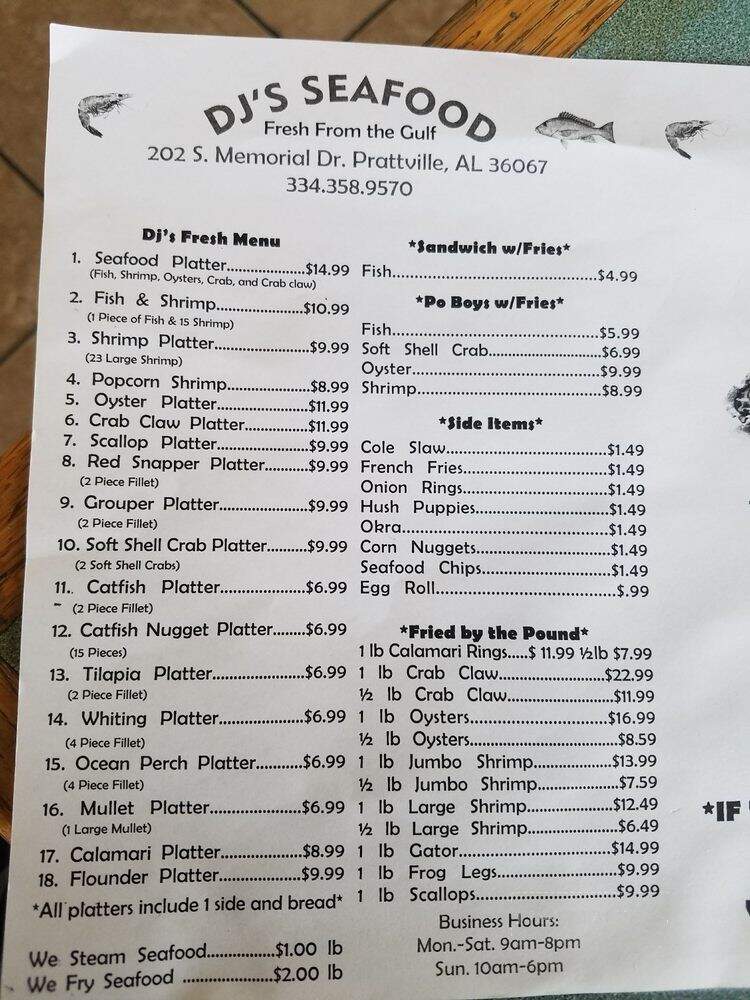 DJ'S SEAFOOD
Fresh From the Gulf
202 S. Memorial Dr. Prattville, AL 36067
334.358.9570
Dj's Fresh Menu
1. Seafood Platter..................$14.99
(Fish, Shrimp, Oysters, Crab, and Crab claw)
2. Fish & Shrimp....................$10.99
(1 Piece of Fish & 15 Shrimp)
3. Shrimp Platter....................$9.99
(23 Large Shrimp)
4. Popcorn Shrimp.................$8.99
5. Oyster Platter...................$11.99
6. Crab Claw Platter.............$11.99
7. Scallop Platter..................$9.99
8. Red Snapper Platter.........$9.99
(2 Piece Fillet)
9. Grouper Platter..................$9.99
(2 Piece Fillet)
10. Soft Shell Crab Platter..........$9.99
(2 Soft Shell Crabs)
11. Catfish Platter.....................$6.99
(2 Piece Fillet)
12. Catfish Nugget Platter........$6.99
(15 Pieces)
13. Tilapia Platter.....................$6.99
(2 Piece Fillet)
14. Whiting Platter....................$6.99
(4 Piece Fillet)
15. Ocean Perch Platter...........$6.99
(4 Piece Fillet)
16. Mullet Platter......................$6.99
(1 Large Mullet)
17. Calamari Platter..................$8.99
18. Flounder Platter..................$9.99
*All platters include 1 side and bread*
We Steam Seafood...............$1.00 lb
We Fry Seafood ....................$2.00 lb
*Sandwich w/Fries*
Fish...........................................$4.99
*Po Boys w/Fries*
Fish...........................................$5.99
Soft Shell Crab.......................$6.99
Oyster.......................................$9.99
Shrimp......................................$8.99
*Side Items*
Cole Slaw.................................$1.49
French Fries..............................$1.49
Onion Rings..............................$1.49
Hush Puppies...........................$1.49
Okra...........................................$1.49
Corn Nuggets...........................$1.49
Seafood Chips..........................$1.49
Egg Roll.....................................$.99
*Fried by the Pound*
1 lb Calamari Rings.....$ 11.99 ½lb $7.99
1 lb Crab Claw......................$22.99
½ lb Crab Claw.....................$11.99
1 lb Oysters............................$16.99
½ lb Oysters..............................$8.59
1 lb Jumbo Shrimp................$13.99
½ lb Jumbo Shrimp.................$7.59
1 lb Large Shrimp..................$12.49
½ lb Large Shrimp...................$6.49
1 lb Gator................................$14.99
1 lb Frog Legs.........................$9.99
1 lb Scallops............................$9.99
Business Hours:
Mon.-Sat. 9am-8pm
Sun. 10am-6pm
*IF